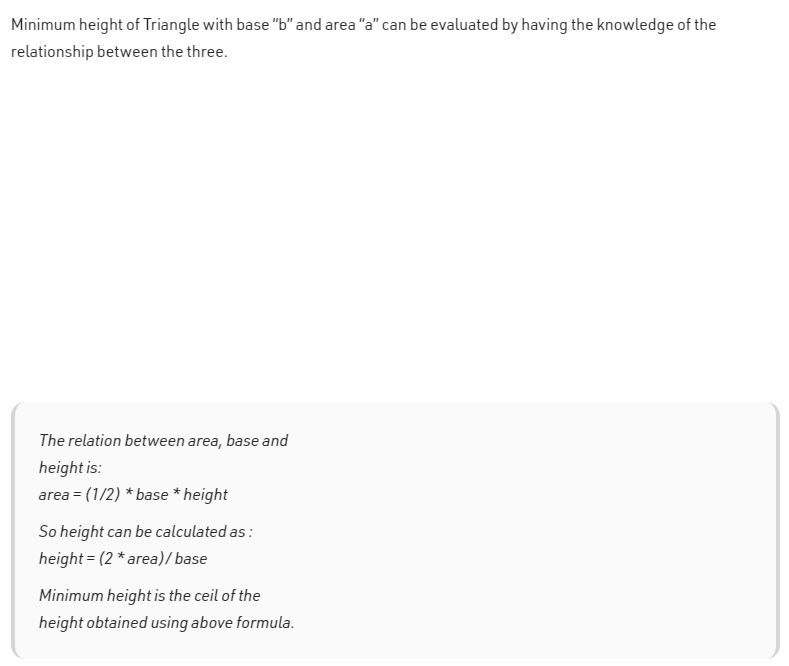 Minimum height of Triangle with base “b” and area “a” can be evaluated by having the knowledge of the
relationship between the three.
The relation between area, base and
height is:
area = (1/2) * base * height
So height can be calculated as :
height = (2 * area)/ base
Minimum height is the ceil of the
height obtained using above formula.